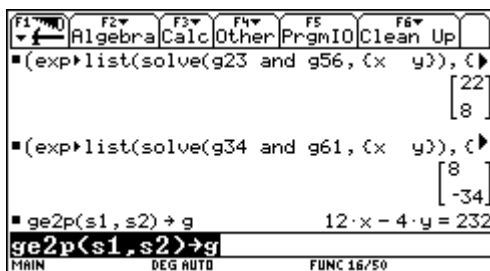 F1 F2 F3 F4 F5 F6
Algebra Calc Other PrgmIO Clean Up
■(exp▸list(solve(g23 and g56,{x y}),{▶
[22]
[8]
■(exp▸list(solve(g34 and g61,{x y}),{▶
[8]
[-34]
■ge2p(s1,s2)→g 12·x-4·y=232
ge2p(s1,s2)→g
MAIN DEG AUTO FUNC 16/50